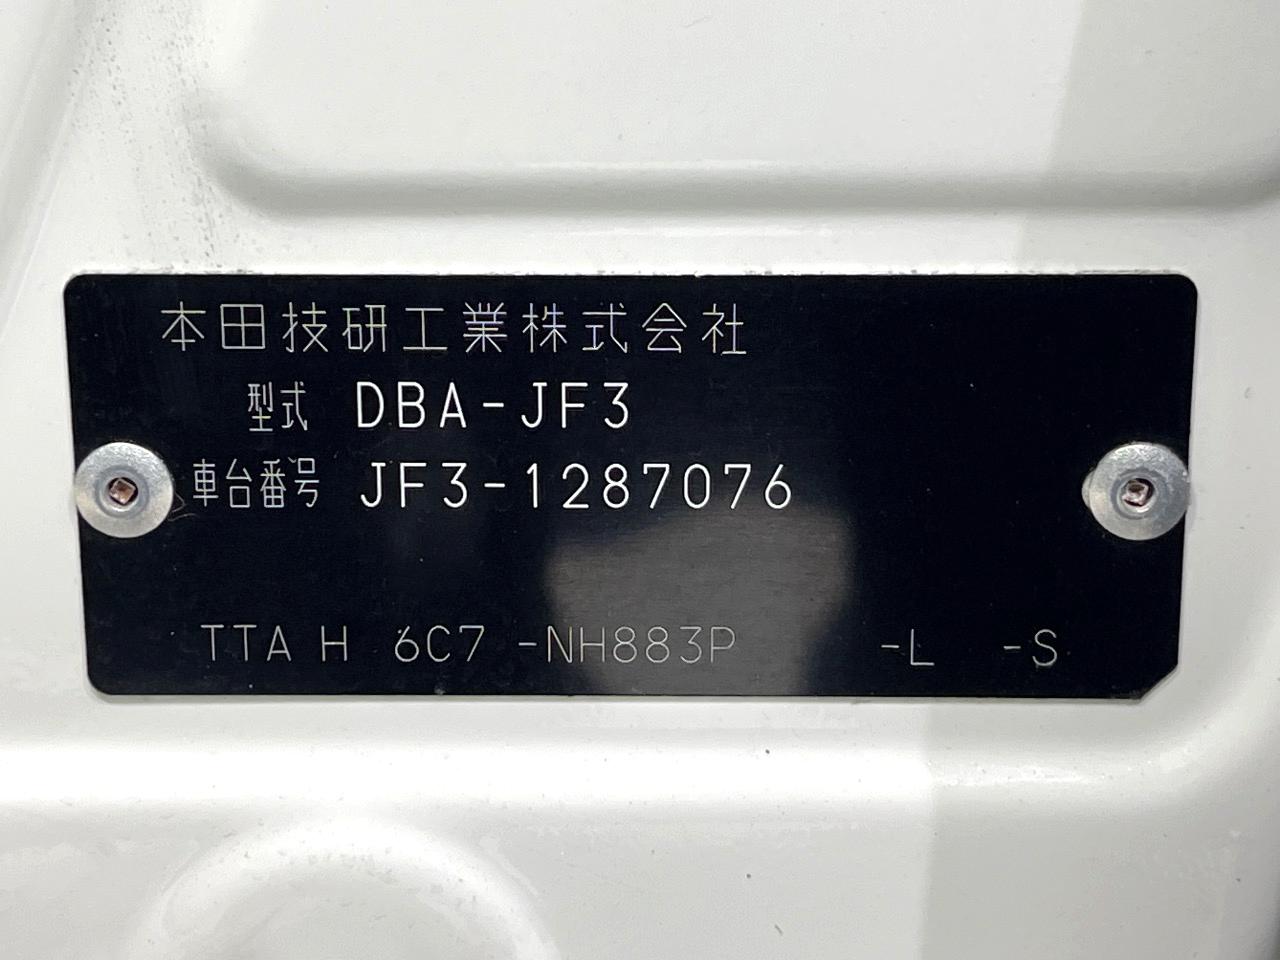 本田技研工業株式会社
型式 DBA-JF3
車台番号 JF3-1287076
TTA H 6C7 -NH883P -L -S